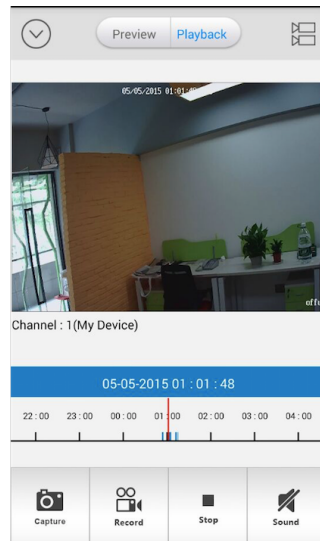 Preview Playback
05/05/2015 01:01:48
Channel : 1(My Device)
05-05-2015 01 : 01 : 48
22 : 00 23 : 00 00 : 00 01 : 00 02 : 00 03 : 00 04 : 00
Capture Record Stop Sound